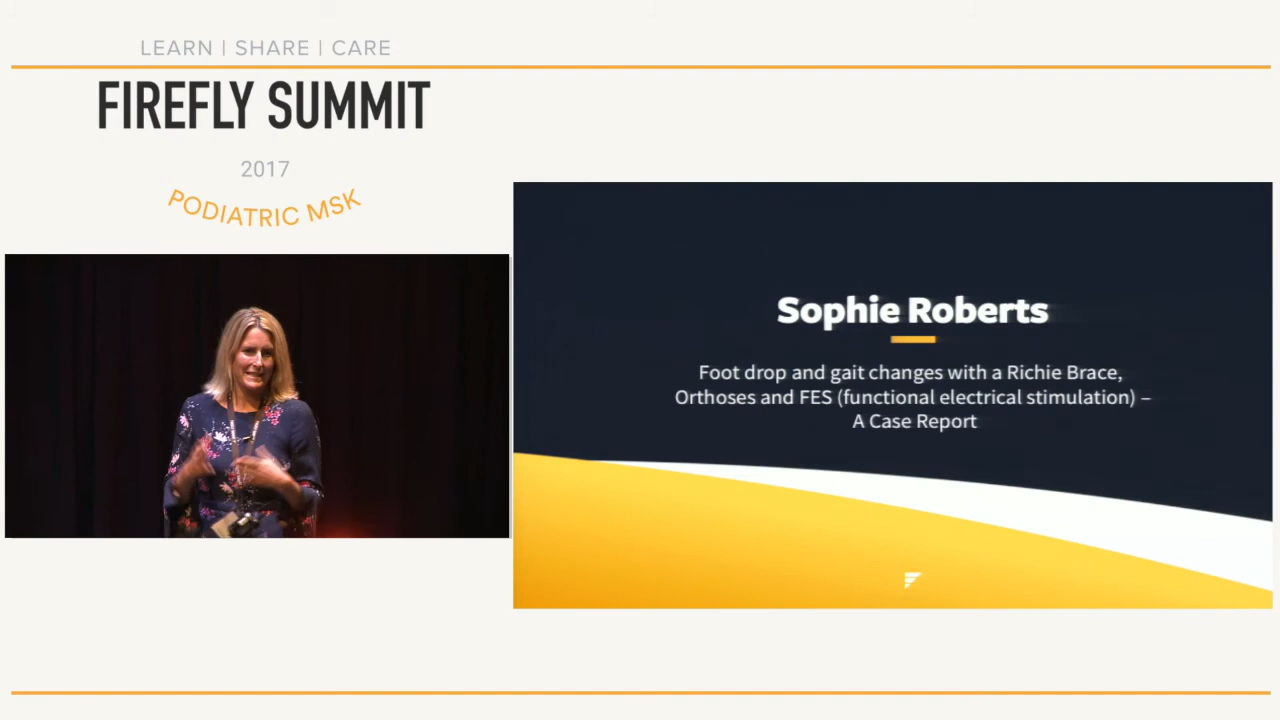 LEARN | SHARE | CARE
FIREFLY SUMMIT
2017
PODIATRIC MSK
Sophie Roberts
Foot drop and gait changes with a Richie Brace,
Orthoses and FES (functional electrical stimulation) –
A Case Report